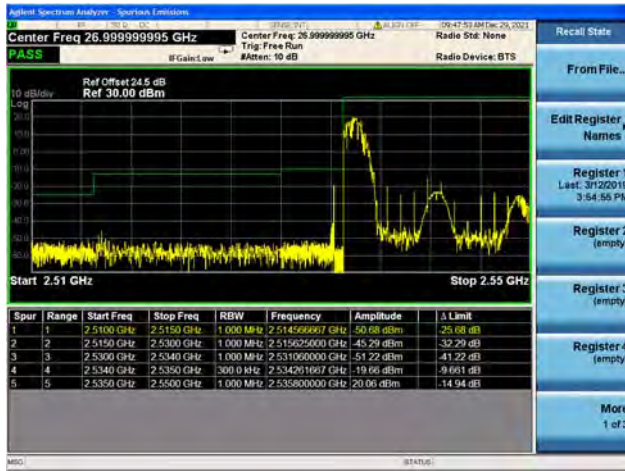 Agilent Spectrum Analyzer - Spurious Emissions
09:47:53 AM Dec 29, 2021
Center Freq 26.999999995 GHz
Center Freq: 26.999999995 GHz
Radio Std: None
Trig: Free Run
PASS
IFGain:Low
#Atten: 10 dB
Radio Device: BTS
Ref Offset 24.5 dB
10 dB/div
Ref 30.00 dBm
Log
Start 2.51 GHz
Stop 2.55 GHz
Spur Range Start Freq Stop Freq RBW Frequency Amplitude Δ Limit
1 1 2.5100 GHz 2.5150 GHz 1.000 MHz 2.514566667 GHz -50.68 dBm -25.68 dB
2 2 2.5150 GHz 2.5300 GHz 1.000 MHz 2.515625000 GHz -45.29 dBm -32.29 dB
3 3 2.5300 GHz 2.5340 GHz 1.000 MHz 2.531060000 GHz -51.22 dBm -41.22 dB
4 4 2.5340 GHz 2.5350 GHz 300.0 kHz 2.534261667 GHz -19.66 dBm -9.661 dB
5 5 2.5350 GHz 2.5500 GHz 1.000 MHz 2.535800000 GHz 20.06 dBm -14.94 dB
MSG
STATUS
Recall State
From File..
Edit Register
Names
Register
Last: 3/12/2019
3:54:55 PM
Register 2
(empty
Register 3
(empty
Register 4
(empty
More
1 of